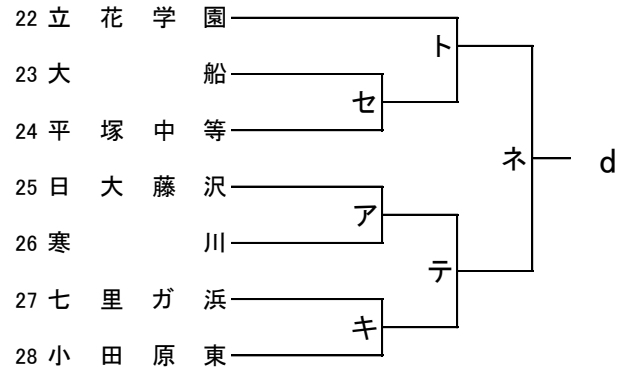 22 立花学園
ト
23 大船
セ
24 平塚中等
ネ d
25 日大藤沢
ア
26 寒川
テ
27 七里ガ浜
キ
28 小田原東